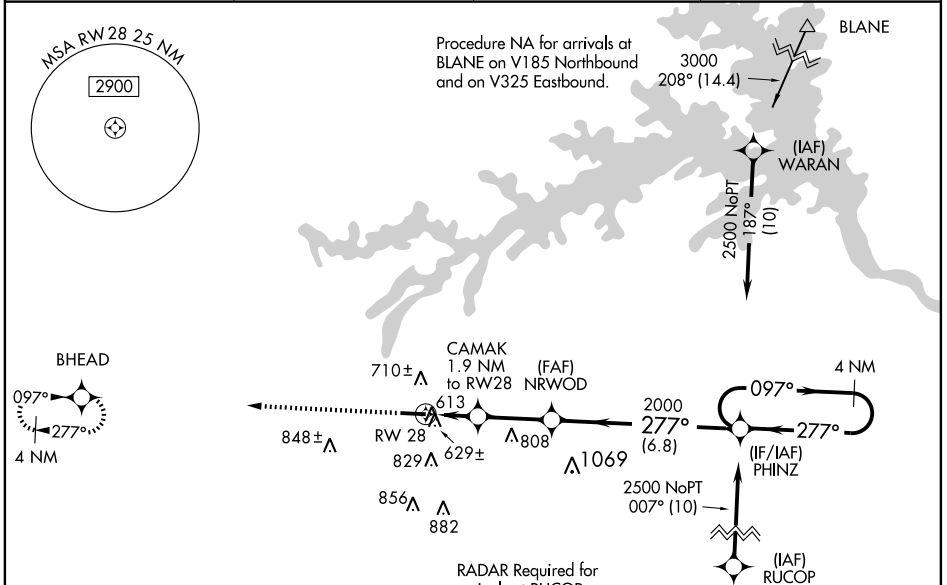 MSA RW28 25 NM
2900
Procedure NA for arrivals at
BLANE on V185 Northbound
and on V325 Eastbound.
BLANE
3000
208° (14.4)
(IAF)
WARAN
2500 NoPT
187°
(10)
BHEAD
097°
277°
4 NM
710±
CAMAK
1.9 NM
to RW28
(FAF)
NRWOD
613
RW 28
629±
848±
829
856
882
808
1069
2000
277°
(6.8)
097°
4 NM
277°
(IF/IAF)
PHINZ
2500 NoPT
007° (10)
(IAF)
RUCOP
RADAR Required for